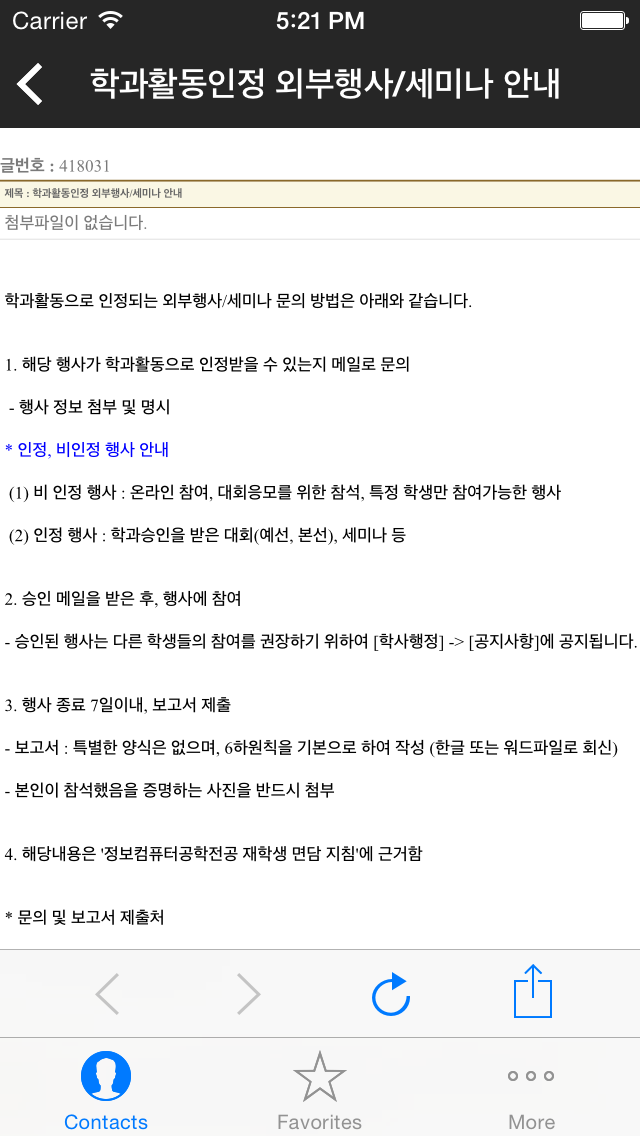 Carrier 5:21 PM
학과활동인정 외부행사/세미나 안내
글번호 : 418031
제목 : 학과활동인정 외부행사/세미나 안내
첨부파일이 없습니다.
학과활동으로 인정되는 외부행사/세미나 문의 방법은 아래와 같습니다.
1. 해당 행사가 학과활동으로 인정받을 수 있는지 메일로 문의
- 행사 정보 첨부 및 명시
* 인정, 비인정 행사 안내
(1) 비 인정 행사 : 온라인 참여, 대회응모를 위한 참석, 특정 학생만 참여가능한 행사
(2) 인정 행사 : 학과승인을 받은 대회(예선, 본선), 세미나 등
2. 승인 메일을 받은 후, 행사에 참여
- 승인된 행사는 다른 학생들의 참여를 권장하기 위하여 [학사행정] -> [공지사항]에 공지됩니다.
3. 행사 종료 7일이내, 보고서 제출
- 보고서 : 특별한 양식은 없으며, 6하원칙을 기본으로 하여 작성 (한글 또는 워드파일로 회신)
- 본인이 참석했음을 증명하는 사진을 반드시 첨부
4. 해당내용은 '정보컴퓨터공학전공 재학생 면담 지침'에 근거함
* 문의 및 보고서 제출처
Contacts Favorites More